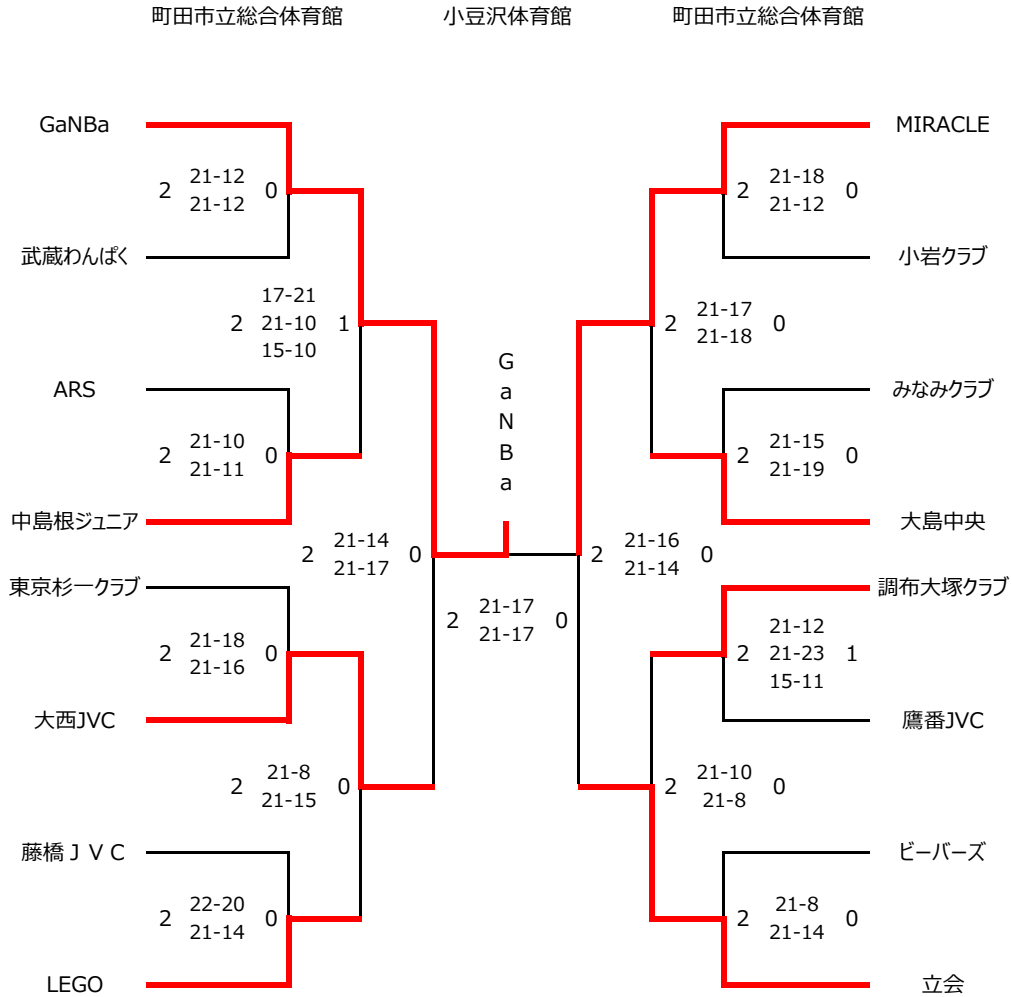 町田市立総合体育館 小豆沢体育館 町田市立総合体育館
GaNBa MIRACLE
2 21-12 0 2 21-18 0
21-12 21-12
武蔵わんぱく 小岩クラブ
17-21
2 21-10 1 2 21-17 0
15-10 21-18
G
a
N
B
a
ARS みなみクラブ
2 21-10 0 2 21-15 0
21-11 21-19
中島根ジュニア 大島中央
2 21-14 0 2 21-16 0
21-17 21-14
東京杉一クラブ 調布大塚クラブ
2 21-17 0
21-17
2 21-18 0 21-12
21-16 2 21-23 1
15-11
大西JVC 鷹番JVC
2 21-8 0 2 21-10 0
21-15 21-8
藤橋ＪＶＣ ビーバーズ
2 22-20 0 2 21-8 0
21-14 21-14
LEGO 立会